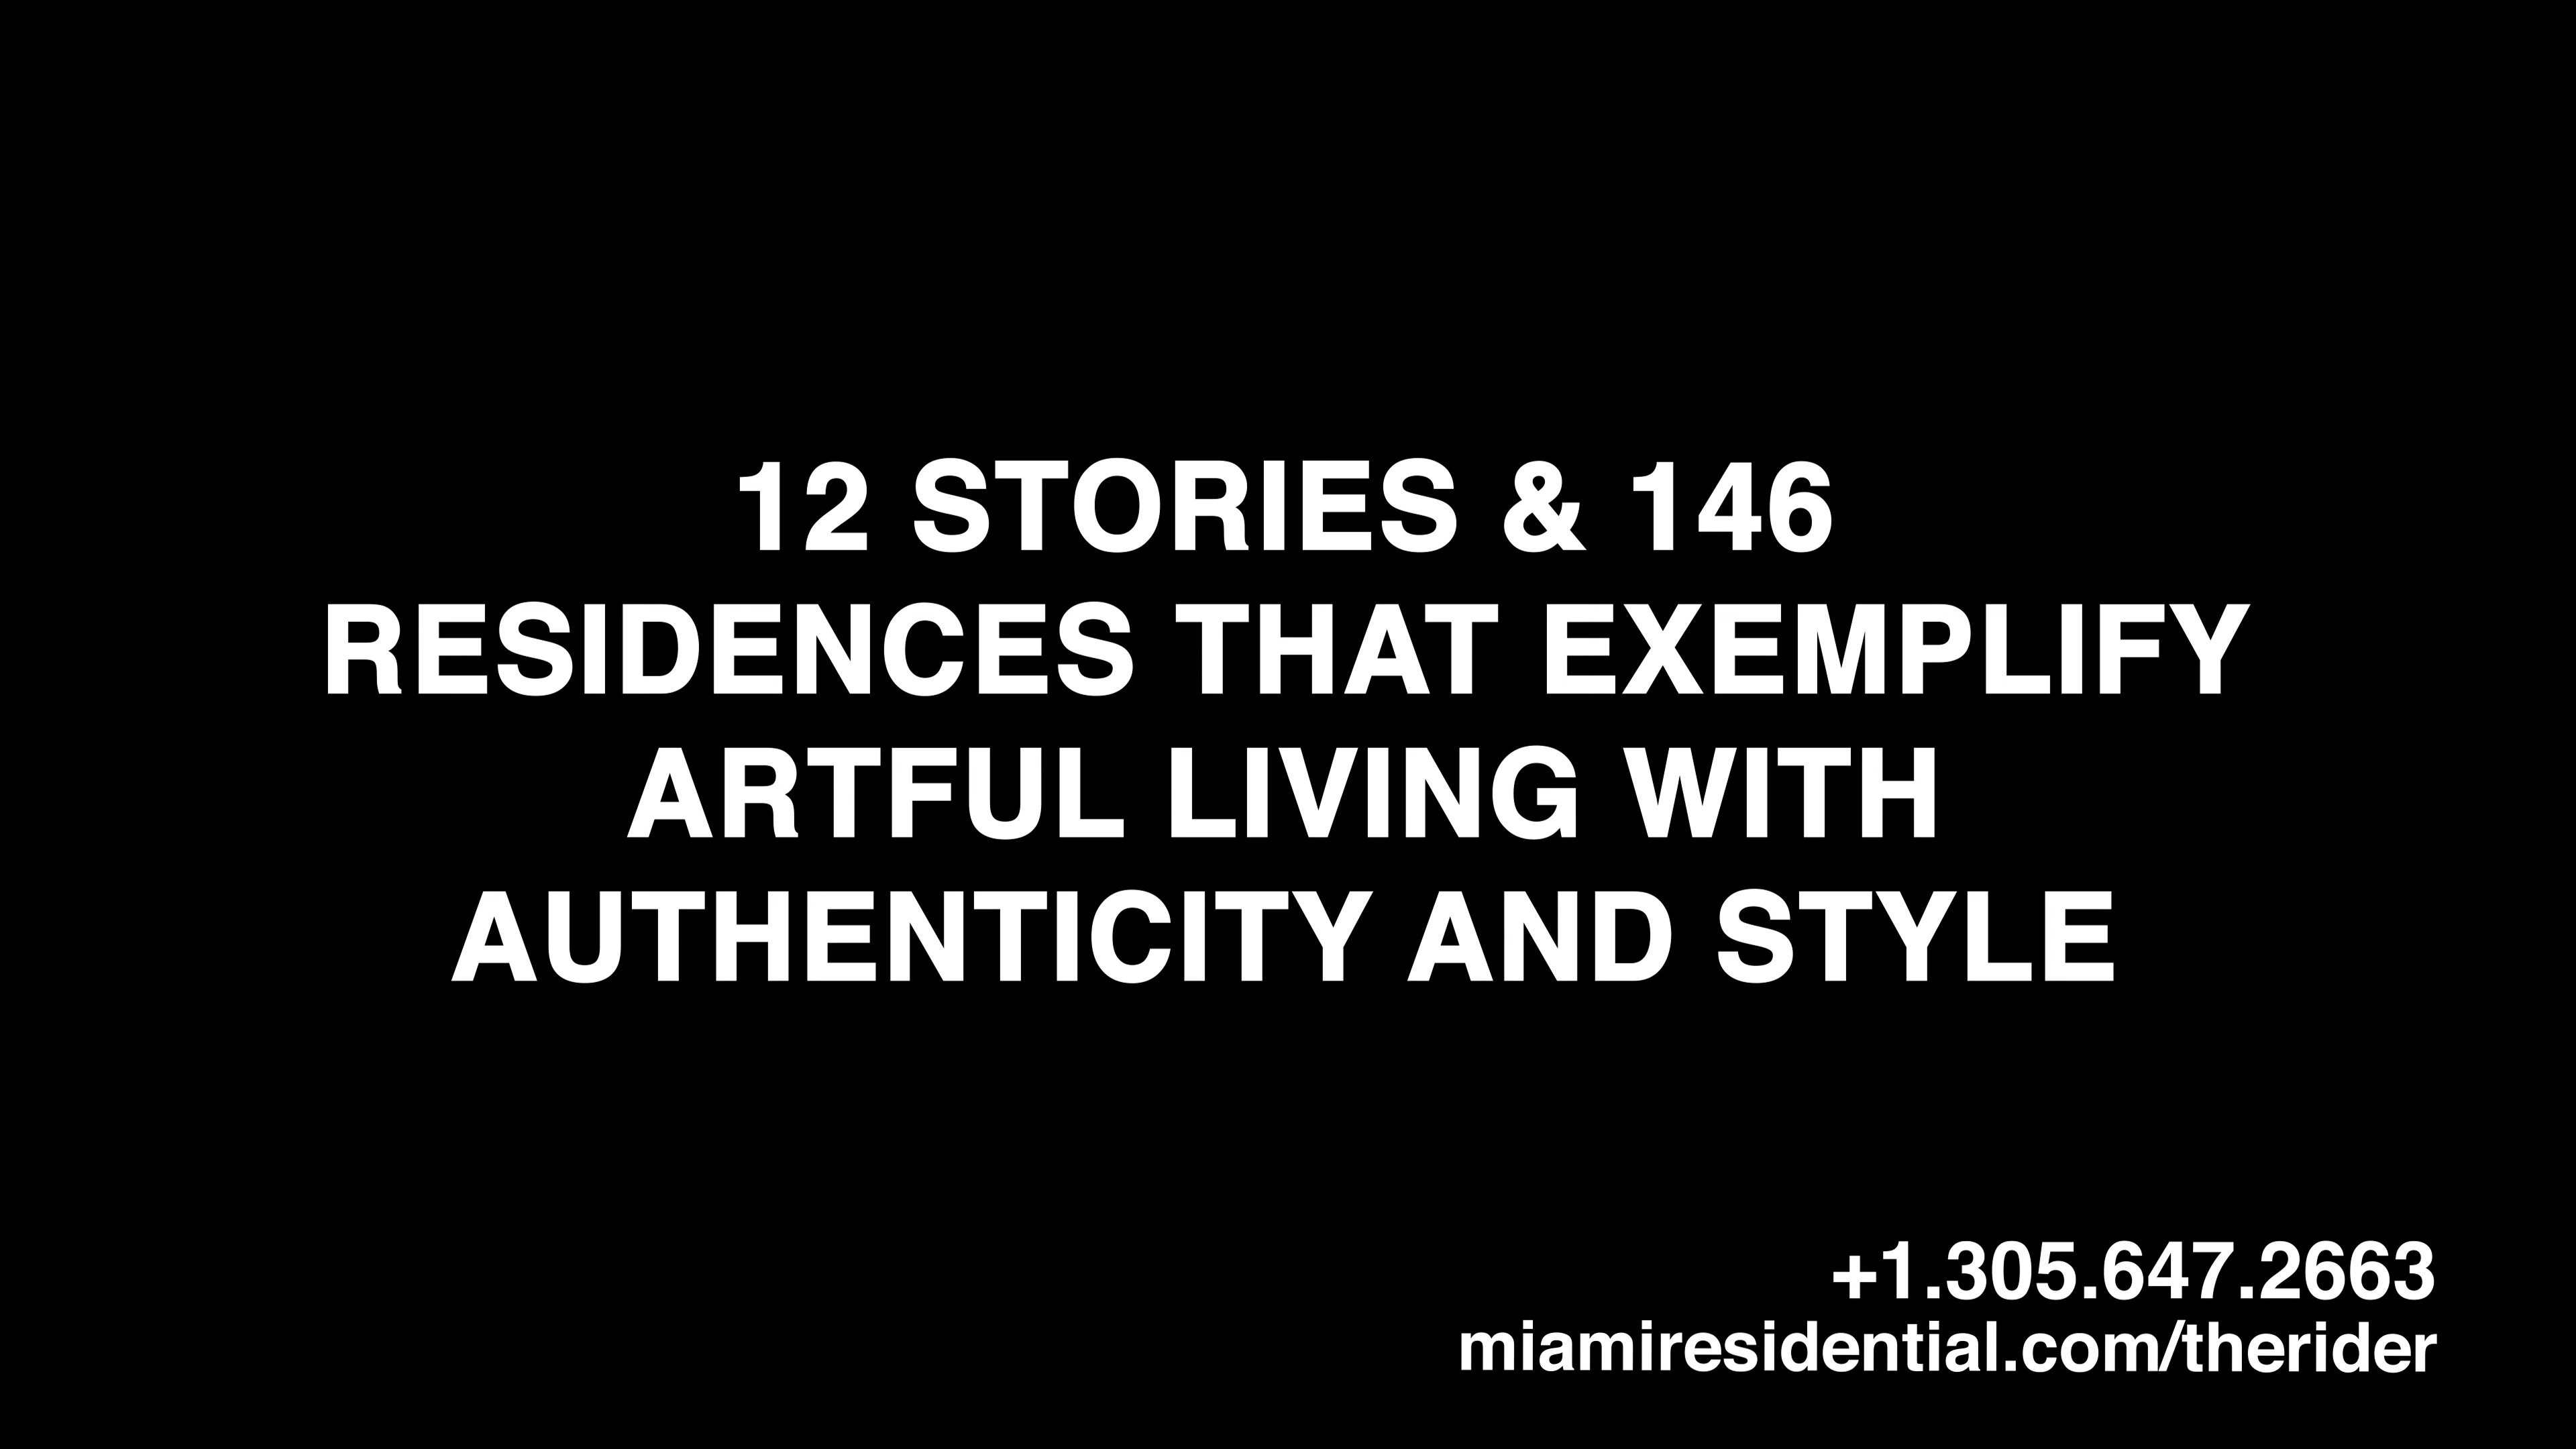 12 STORIES & 146
RESIDENCES THAT EXEMPLIFY
ARTFUL LIVING WITH
AUTHENTICITY AND STYLE
+1.305.647.2663
miamiresidential.com/therider